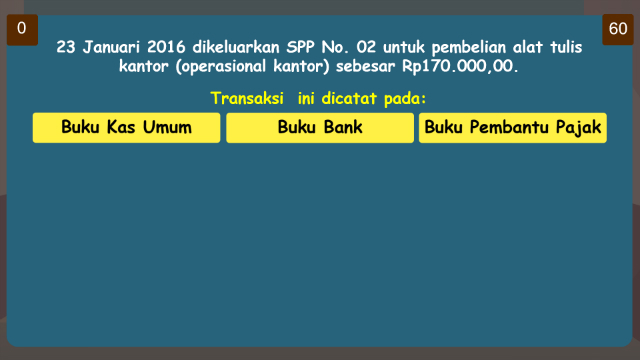 0
60
23 Januari 2016 dikeluarkan SPP No. 02 untuk pembelian alat tulis
kantor (operasional kantor) sebesar Rp170.000,00.
Transaksi ini dicatat pada:
Buku Kas Umum
Buku Bank
Buku Pembantu Pajak